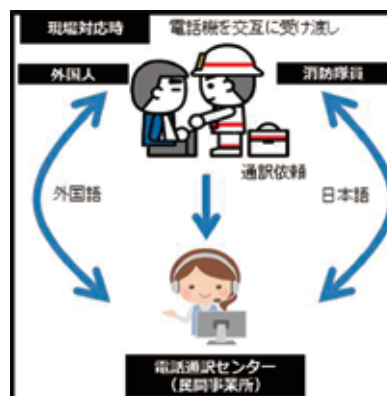 現場対応時
電話機を交互に受け渡し
外国人
消防隊員
通訳依頼
外国語
日本語
電話通訳センター
（民間事業所）